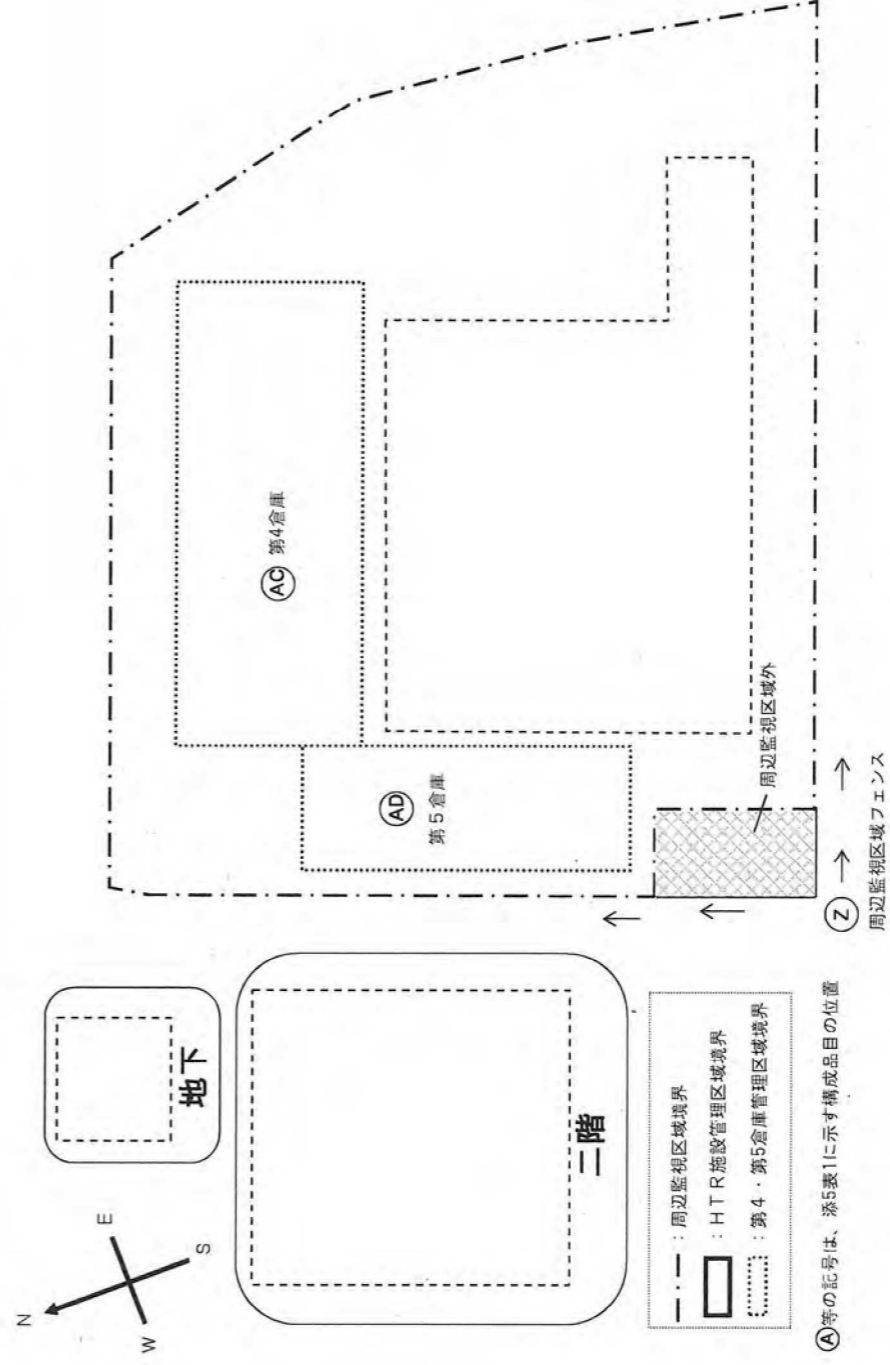 N
E
W
S
地下
二階
AC 第4倉庫
AD
第5倉庫
周辺監視区域外
Z
周辺監視区域フェンス
：周辺監視区域境界
：HTR施設管理区域境界
：第4・第5倉庫管理区域境界
Ⓐ等の記号は、添5表1に示す構成品目の位置